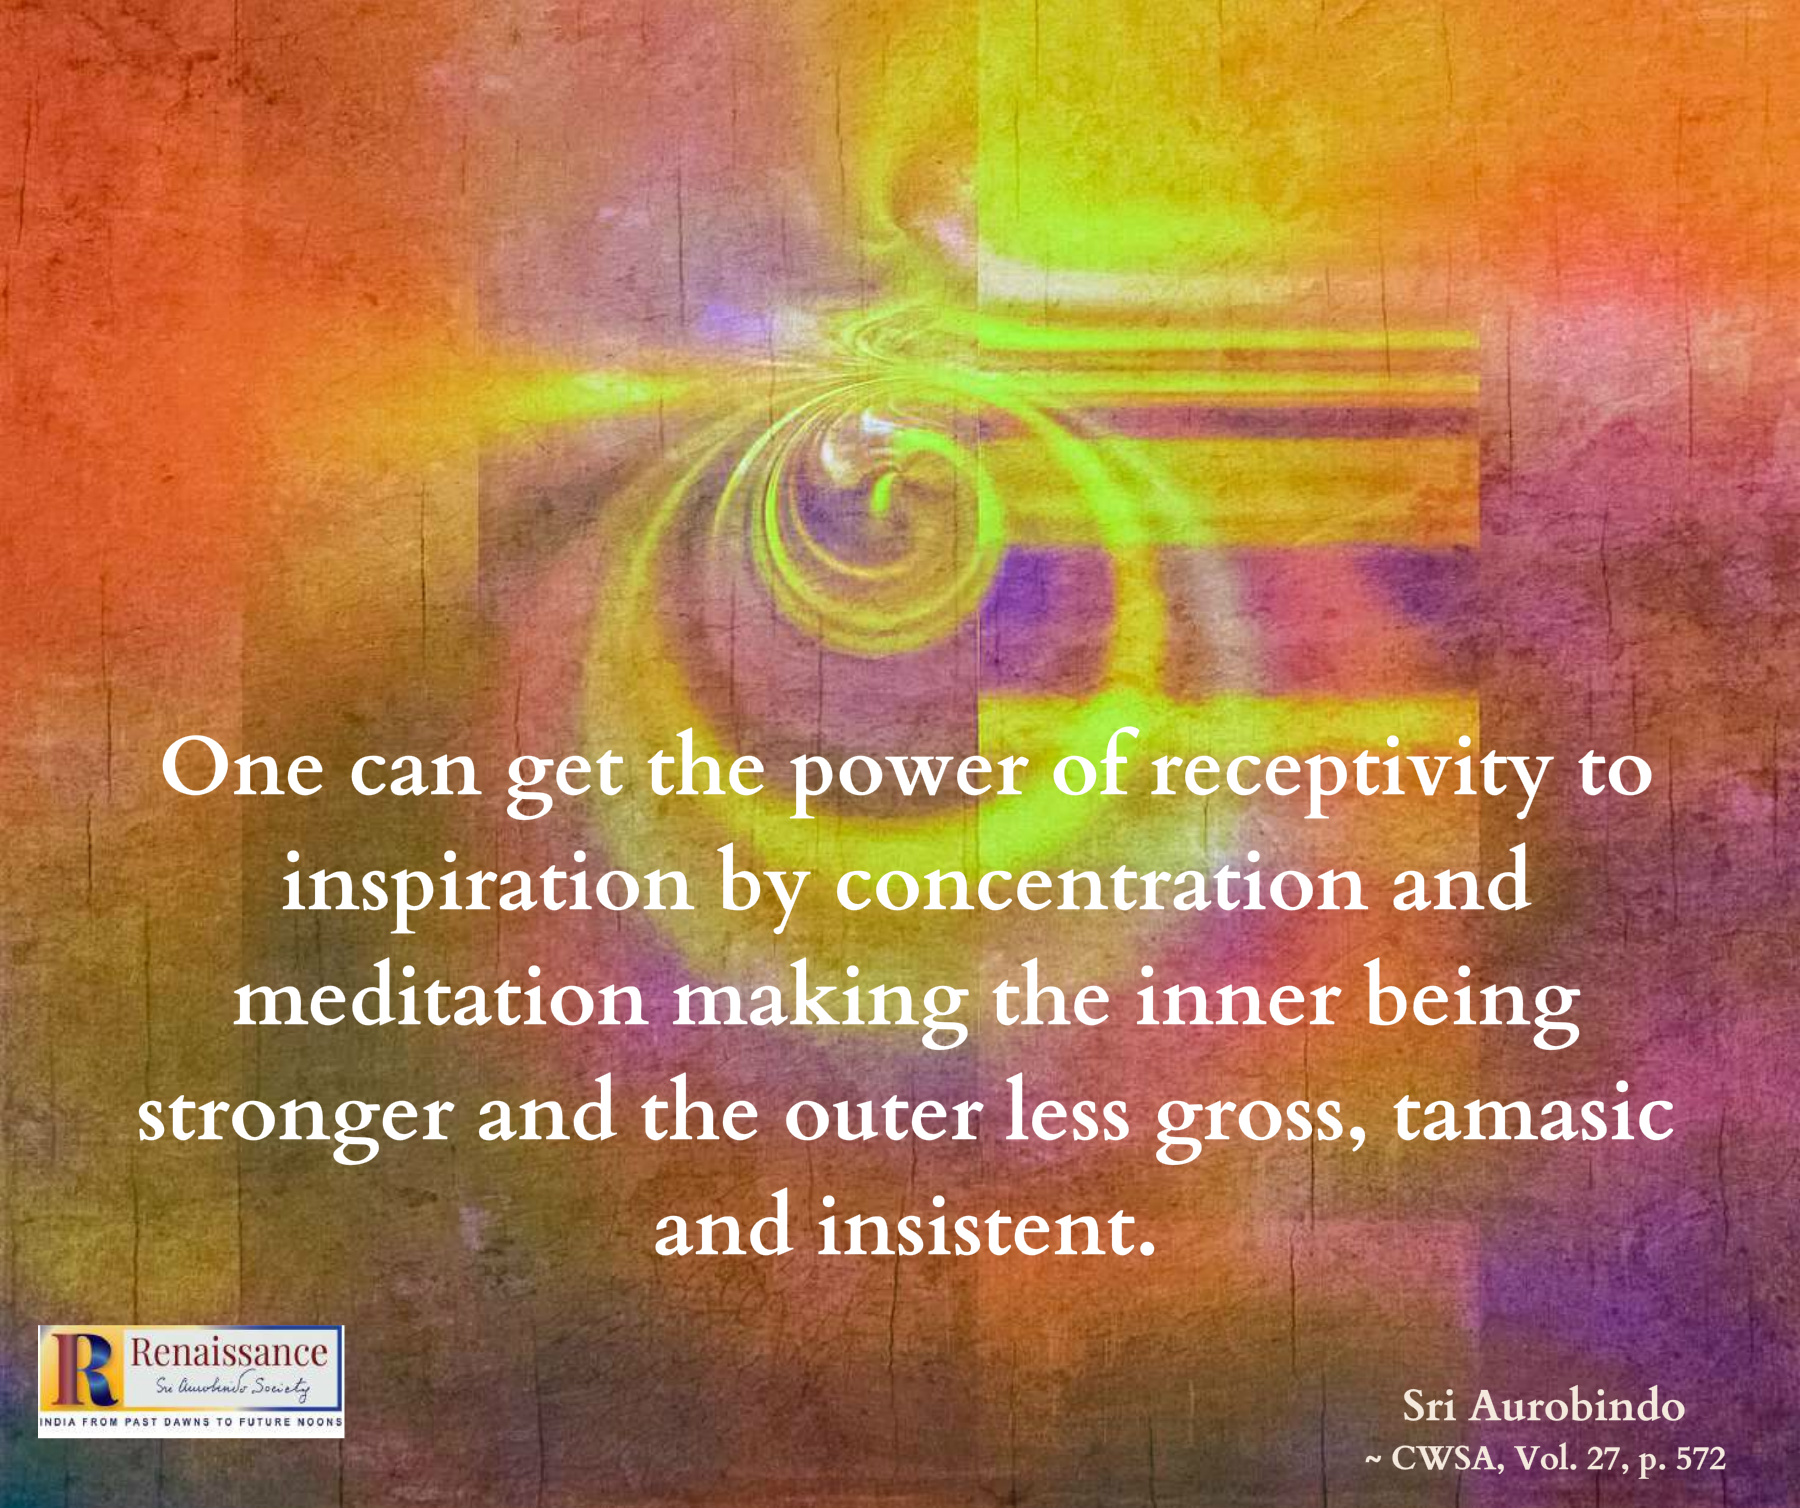 One can get the power of receptivity to
inspiration by concentration and
meditation making the inner being
stronger and the outer less gross, tamasic
and insistent.
R Renaissance
Sri Aurobindo Society
INDIA FROM PAST DAWNS TO FUTURE NOONS
Sri Aurobindo
~ CWSA, Vol. 27, p. 572